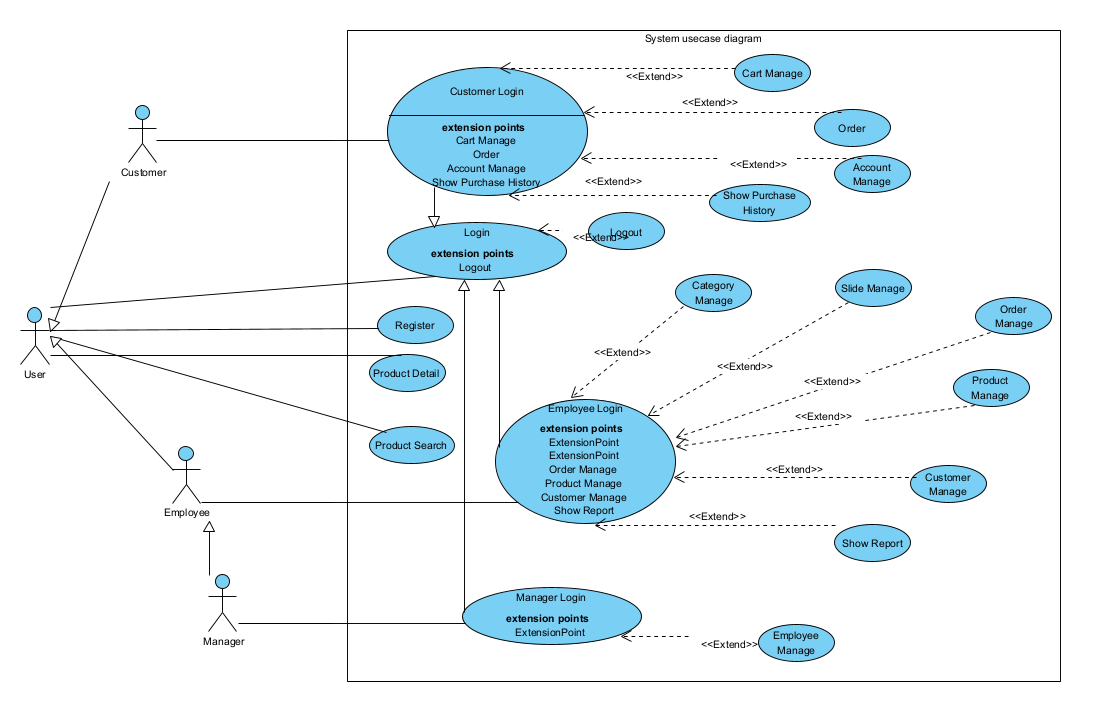 System usecase diagram
Customer Login
extension points
Cart Manage
Order
Account Manage
Show Purchase History
<<Extend>>
Cart Manage
<<Extend>>
Order
<<Extend>>
Account
Manage
<<Extend>>
Show Purchase
History
Customer
Login
extension points
Logout
<<Extend>>
Logout
User
Register
Product Detail
Product Search
Category
Manage
Slide Manage
Order
Manage
Product
Manage
<<Extend>>
<<Extend>>
<<Extend>>
<<Extend>>
Employee Login
extension points
ExtensionPoint
ExtensionPoint
Order Manage
Product Manage
Customer Manage
Show Report
<<Extend>>
Customer
Manage
<<Extend>>
Show Report
Employee
Manager
Manager Login
extension points
ExtensionPoint
<<Extend>>
Employee
Manage